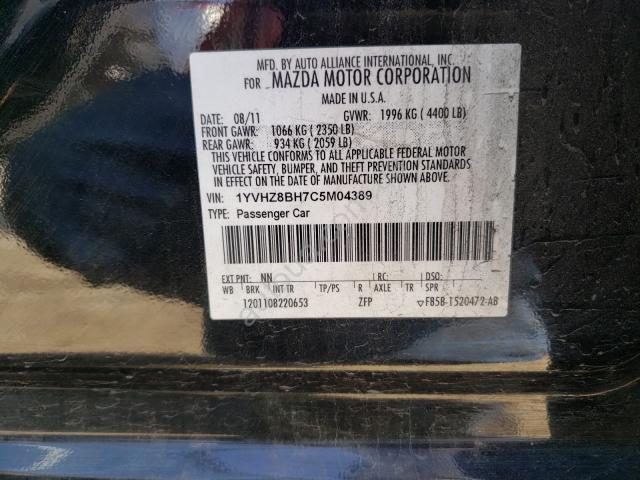 MFD. BY AUTO ALLIANCE INTERNATIONAL, INC.
FOR MAZDA MOTOR CORPORATION
MADE IN U.S.A.
DATE: 08/11 GVWR: 1996 KG ( 4400 LB)
FRONT GAWR: 1066 KG ( 2350 LB)
REAR GAWR: 934 KG ( 2059 LB)
THIS VEHICLE CONFORMS TO ALL APPLICABLE FEDERAL MOTOR
VEHICLE SAFETY, BUMPER, AND THEFT PREVENTION STANDARDS
IN EFFECT ON THE DATE OF MANUFACTURE SHOWN ABOVE.
VIN: 1YVHZ8BH7C5M04389
TYPE: Passenger Car
EXT PNT: NN RC: DSO:
WB BRK INT TR TP/PS R AXLE TR SPR
1201108220653 ZFP ▽F85B-1520472-AB